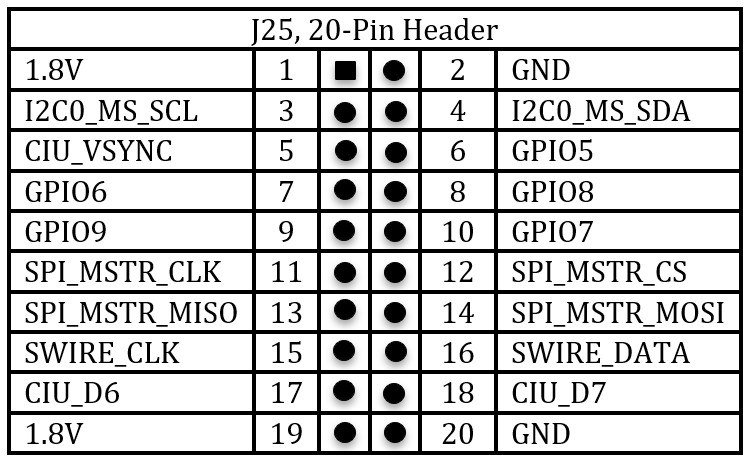 J25, 20-Pin Header
1.8V 1 2 GND
I2C0_MS_SCL 3 4 I2C0_MS_SDA
CIU_VSYNC 5 6 GPIO5
GPIO6 7 8 GPIO8
GPIO9 9 10 GPIO7
SPI_MSTR_CLK 11 12 SPI_MSTR_CS
SPI_MSTR_MISO 13 14 SPI_MSTR_MOSI
SWIRE_CLK 15 16 SWIRE_DATA
CIU_D6 17 18 CIU_D7
1.8V 19 20 GND